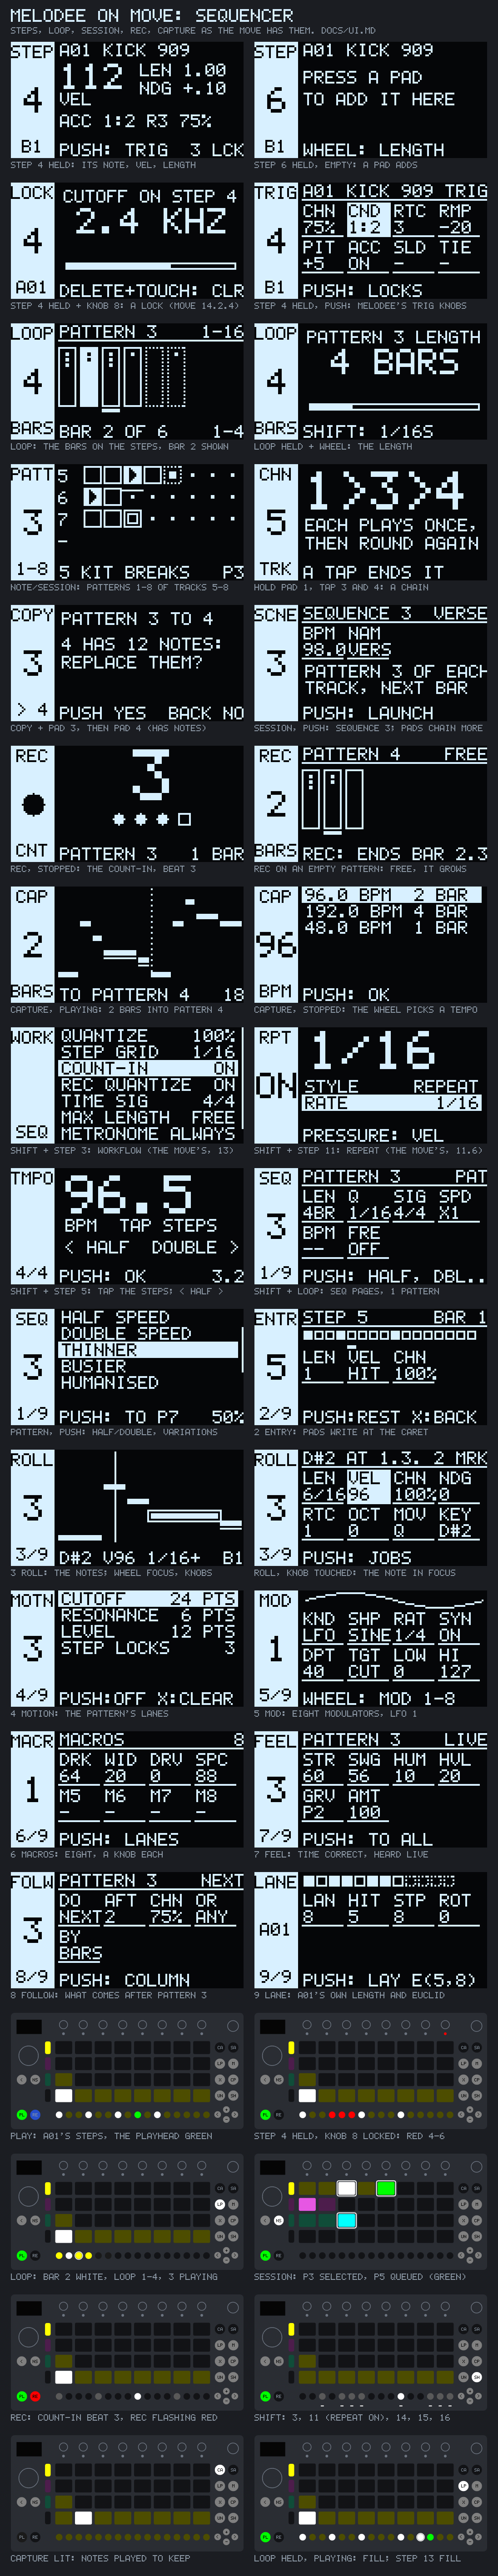 MELODEE ON MOVE: SEQUENCER
STEPS, LOOP, SESSION, REC, CAPTURE AS THE MOVE HAS THEM. DOCS/UI.MD
STEP
4
B1
A01 KICK 909
112
LEN 1.00
NDG +.10
VEL
ACC 1:2 R3 75%
PUSH: TRIG 3 LCK
STEP 4 HELD: ITS NOTE, VEL, LENGTH
STEP
6
B1
A01 KICK 909
PRESS A PAD
TO ADD IT HERE
WHEEL: LENGTH
STEP 6 HELD, EMPTY: A PAD ADDS
LOCK
4
A01
CUTOFF ON STEP 4
2.4 KHZ
DELETE+TOUCH: CLR
STEP 4 HELD + KNOB 8: A LOCK (MOVE 14.2.4)
TRIG
4
B1
A01 KICK 909 TRIG
CHN CND RTC RMP
75% 1:2 3 -20
PIT ACC SLD TIE
+5 ON - -
PUSH: LOCKS
STEP 4 HELD, PUSH: MELODEE'S TRIG KNOBS
LOOP
4
BARS
PATTERN 3 1-16
BAR 2 OF 6 1-4
LOOP: THE BARS ON THE STEPS, BAR 2 SHOWN
LOOP
4
BARS
PATTERN 3 LENGTH
4 BARS
SHIFT: 1/16S
LOOP HELD + WHEEL: THE LENGTH
PATT
3
1-8
5
6
7
-
5 KIT BREAKS P3
NOTE/SESSION: PATTERNS 1-8 OF TRACKS 5-8
CHN
5
TRK
1>3>4
EACH PLAYS ONCE,
THEN ROUND AGAIN
A TAP ENDS IT
HOLD PAD 1, TAP 3 AND 4: A CHAIN
COPY
3
> 4
PATTERN 3 TO 4
4 HAS 12 NOTES:
REPLACE THEM?
PUSH YES BACK NO
COPY + PAD 3, THEN PAD 4 (HAS NOTES)
SCNE
3
SEQUENCE 3 VERSE
BPM NAM
98.0 VERS
PATTERN 3 OF EACH
TRACK, NEXT BAR
PUSH: LAUNCH
SESSION, PUSH: SEQUENCE 3: PADS CHAIN MORE
REC
CNT
3
PATTERN 3 1 BAR
REC, STOPPED: THE COUNT-IN, BEAT 3
REC
2
BARS
PATTERN 4 FREE
REC: ENDS BAR 2.3
REC ON AN EMPTY PATTERN: FREE, IT GROWS
CAP
2
BARS
TO PATTERN 4 18
CAPTURE, PLAYING: 2 BARS INTO PATTERN 4
CAP
96
BPM
96.0 BPM 2 BAR
192.0 BPM 4 BAR
48.0 BPM 1 BAR
PUSH: OK
CAPTURE, STOPPED: THE WHEEL PICKS A TEMPO
WORK
SEQ
QUANTIZE 100%
STEP GRID 1/16
COUNT-IN ON
REC QUANTIZE ON
TIME SIG 4/4
MAX LENGTH FREE
METRONOME ALWAYS
SHIFT + STEP 3: WORKFLOW (THE MOVE'S, 13)
RPT
ON
1/16
STYLE REPEAT
RATE 1/16
PRESSURE: VEL
SHIFT + STEP 11: REPEAT (THE MOVE'S, 11.6)
TMPO
4/4
96.5
BPM TAP STEPS
< HALF DOUBLE >
PUSH: OK 3.2
SHIFT + STEP 5: TAP THE STEPS; < HALF >
SEQ
3
1/9
PATTERN 3 PAT
LEN Q SIG SPD
4BR 1/16 4/4 X1
BPM FRE
-- OFF
PUSH: HALF, DBL..
SHIFT + LOOP: SEQ PAGES, 1 PATTERN
SEQ
3
1/9
HALF SPEED
DOUBLE SPEED
THINNER
BUSIER
HUMANISED
PUSH: TO P7 50%
PATTERN, PUSH: HALF/DOUBLE, VARIATIONS
ENTR
5
2/9
STEP 5 BAR 1
LEN VEL CHN
1 HIT 100%
PUSH:REST X:BACK
2 ENTRY: PADS WRITE AT THE CARET
ROLL
3
3/9
D#2 V96 1/16+ B1
3 ROLL: THE NOTES: WHEEL FOCUS, KNOBS
ROLL
3
3/9
D#2 AT 1.3. 2 MRK
LEN VEL CHN NDG
6/16 96 100% 0
RTC OCT MOV KEY
1 0 Q D#2
PUSH: JOBS
ROLL, KNOB TOUCHED: THE NOTE IN FOCUS
MOTN
3
4/9
CUTOFF 24 PTS
RESONANCE 6 PTS
LEVEL 12 PTS
STEP LOCKS 3
PUSH:OFF X:CLEAR
4 MOTION: THE PATTERN'S LANES
MOD
1
5/9
KND SHP RAT SYN
LFO SINE 1/4 ON
DPT TGT LOW HI
40 CUT 0 127
WHEEL: MOD 1-8
5 MOD: EIGHT MODULATORS, LFO 1
MACR
1
6/9
MACROS 8
DRK WID DRV SPC
64 20 0 88
M5 M6 M7 M8
- - - -
PUSH: LANES
6 MACROS: EIGHT, A KNOB EACH
FEEL
3
7/9
PATTERN 3 LIVE
STR SWG HUM HVL
60 56 10 20
GRV AMT
P2 100
PUSH: TO ALL
7 FEEL: TIME CORRECT, HEARD LIVE
FOLW
3
8/9
PATTERN 3 NEXT
DO AFT CHN OR
NEXT 2 75% ANY
BY
BARS
PUSH: COLUMN
8 FOLLOW: WHAT COMES AFTER PATTERN 3
LANE
A01
9/9
LAN HIT STP ROT
8 5 8 0
PUSH: LAY E(5,8)
9 LANE: A01'S OWN LENGTH AND EUCLID
PLAY: A01'S STEPS, THE PLAYHEAD GREEN
STEP 4 HELD, KNOB 8 LOCKED: RED 4-6
LOOP: BAR 2 WHITE, LOOP 1-4, 3 PLAYING
SESSION: P3 SELECTED, P5 QUEUED (GREEN)
REC: COUNT-IN BEAT 3, REC FLASHING RED
SHIFT: 3, 11 (REPEAT ON), 14, 15, 16
CAPTURE LIT: NOTES PLAYED TO KEEP
LOOP HELD, PLAYING: FILL: STEP 13 FILL